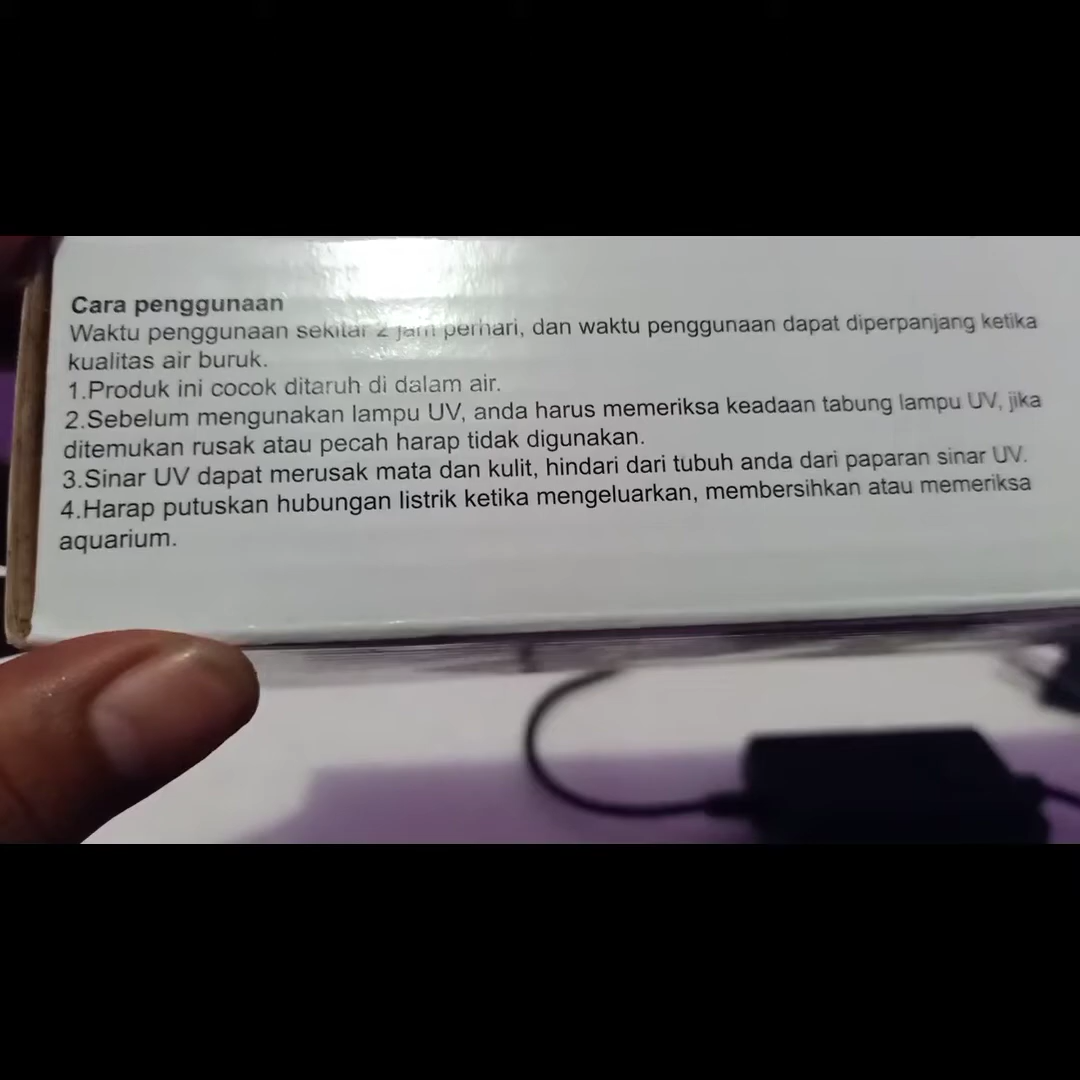 Cara penggunaan
Waktu penggunaan sekitar 2 jam perhari, dan waktu penggunaan dapat diperpanjang ketika
kualitas air buruk.
1.Produk ini cocok ditaruh di dalam air.
2.Sebelum mengunakan lampu UV, anda harus memeriksa keadaan tabung lampu UV, jika
ditemukan rusak atau pecah harap tidak digunakan.
3.Sinar UV dapat merusak mata dan kulit, hindari dari tubuh anda dari paparan sinar UV.
4.Harap putuskan hubungan listrik ketika mengeluarkan, membersihkan atau memeriksa
aquarium.